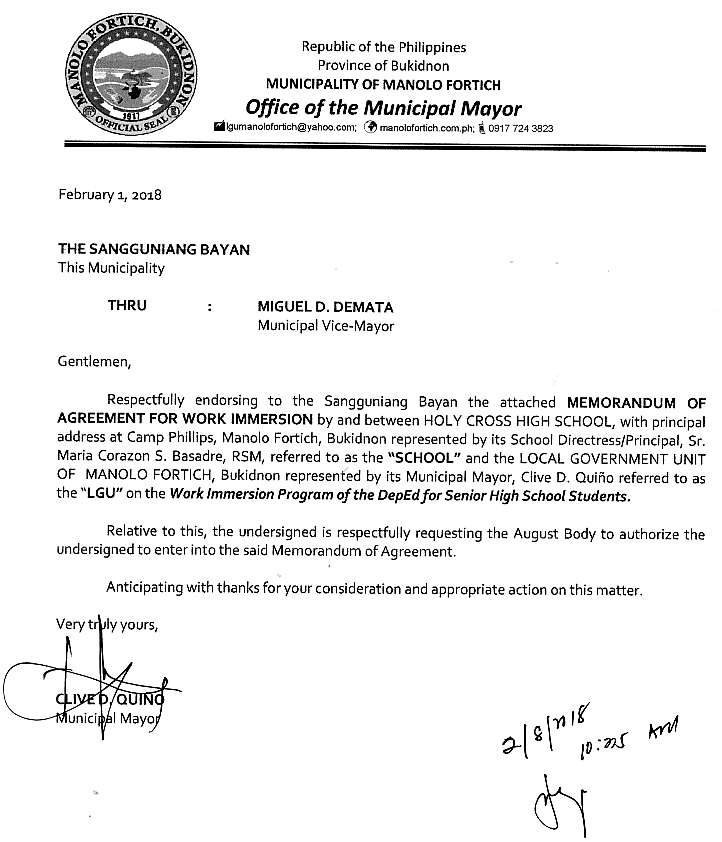 MANOLO FORTICH, BUKIDNON
1917
OFFICIAL SEAL
Republic of the Philippines
Province of Bukidnon
MUNICIPALITY OF MANOLO FORTICH
Office of the Municipal Mayor
lgumanolofortich@yahoo.com; manolofortich.com.ph; 0917 724 3823
February 1, 2018
THE SANGGUNIANG BAYAN
This Municipality
THRU : MIGUEL D. DEMATA
Municipal Vice-Mayor
Gentlemen,
Respectfully endorsing to the Sangguniang Bayan the attached MEMORANDUM OF
AGREEMENT FOR WORK IMMERSION by and between HOLY CROSS HIGH SCHOOL, with principal
address at Camp Phillips, Manolo Fortich, Bukidnon represented by its School Directress/Principal, Sr.
Maria Corazon S. Basadre, RSM, referred to as the “SCHOOL” and the LOCAL GOVERNMENT UNIT
OF MANOLO FORTICH, Bukidnon represented by its Municipal Mayor, Clive D. Quiño referred to as
the “LGU” on the Work Immersion Program of the DepEd for Senior High School Students.
Relative to this, the undersigned is respectfully requesting the August Body to authorize the
undersigned to enter into the said Memorandum of Agreement.
Anticipating with thanks for your consideration and appropriate action on this matter.
Very truly yours,
CLIVE D. QUIÑO
Municipal Mayor
2/8/2018
AM